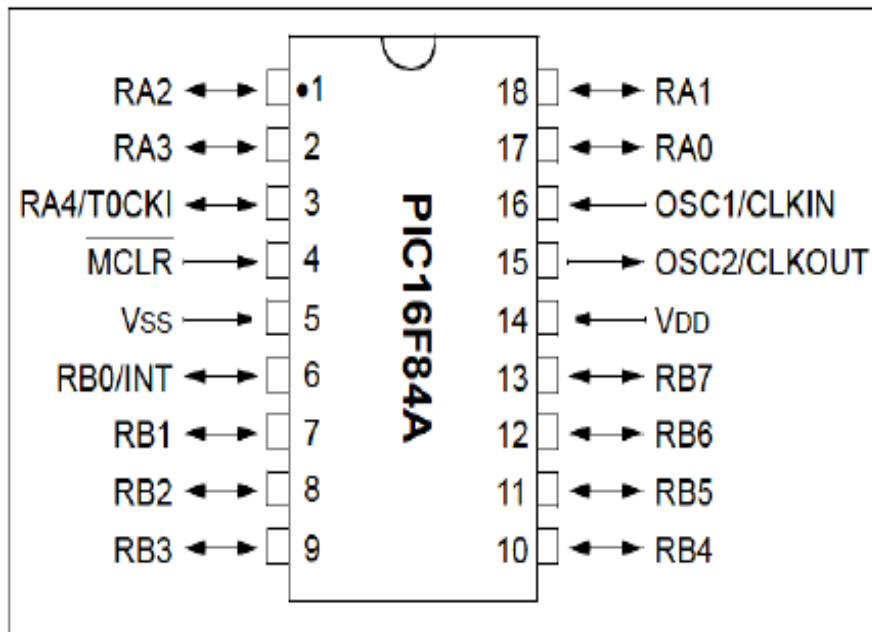 RA2 •1 18 RA1
RA3 2 17 RA0
RA4/T0CKI 3 16 OSC1/CLKIN
MCLR 4 15 OSC2/CLKOUT
VSS 5 14 VDD
RB0/INT 6 13 RB7
RB1 7 12 RB6
RB2 8 11 RB5
RB3 9 10 RB4
PIC16F84A